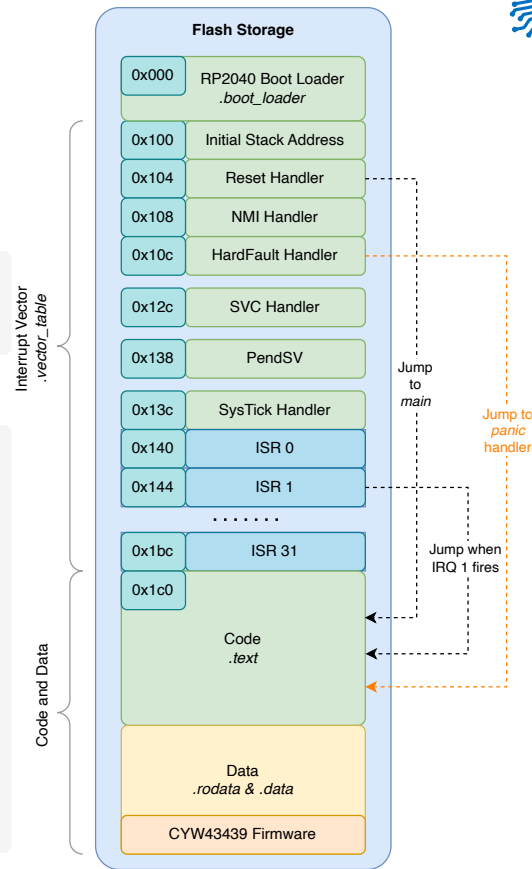 Flash Storage
0x000
RP2040 Boot Loader
.boot_loader
0x100
Initial Stack Address
0x104
Reset Handler
0x108
NMI Handler
0x10c
HardFault Handler
0x12c
SVC Handler
0x138
PendSV
0x13c
SysTick Handler
0x140
ISR 0
0x144
ISR 1
.......
0x1bc
ISR 31
0x1c0
Code
.text
Data
.rodata & .data
CYW43439 Firmware
Interrupt Vector
.vector_table
Code and Data
Jump
to
main
Jump to
panic
handler
Jump when
IRQ 1 fires